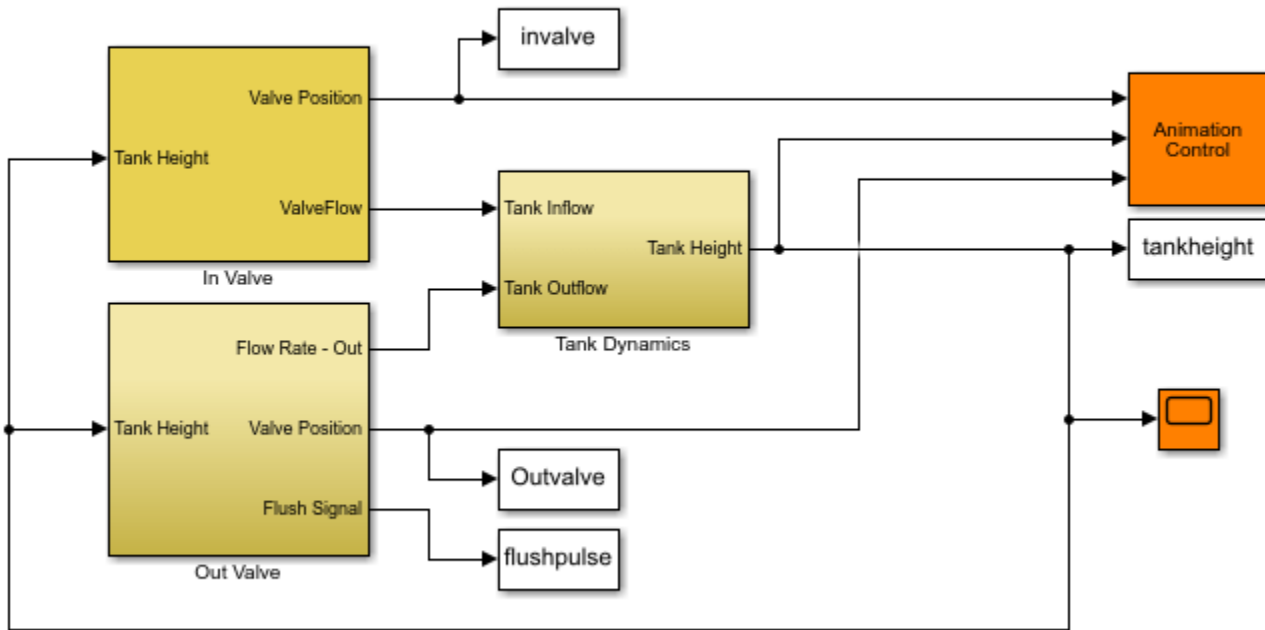 invalve
Valve Position
Tank Height
ValveFlow
In Valve
Animation
Control
Tank Inflow
Tank Height
Tank Outflow
Tank Dynamics
tankheight
Flow Rate - Out
Tank Height
Valve Position
Flush Signal
Out Valve
Outvalve
flushpulse